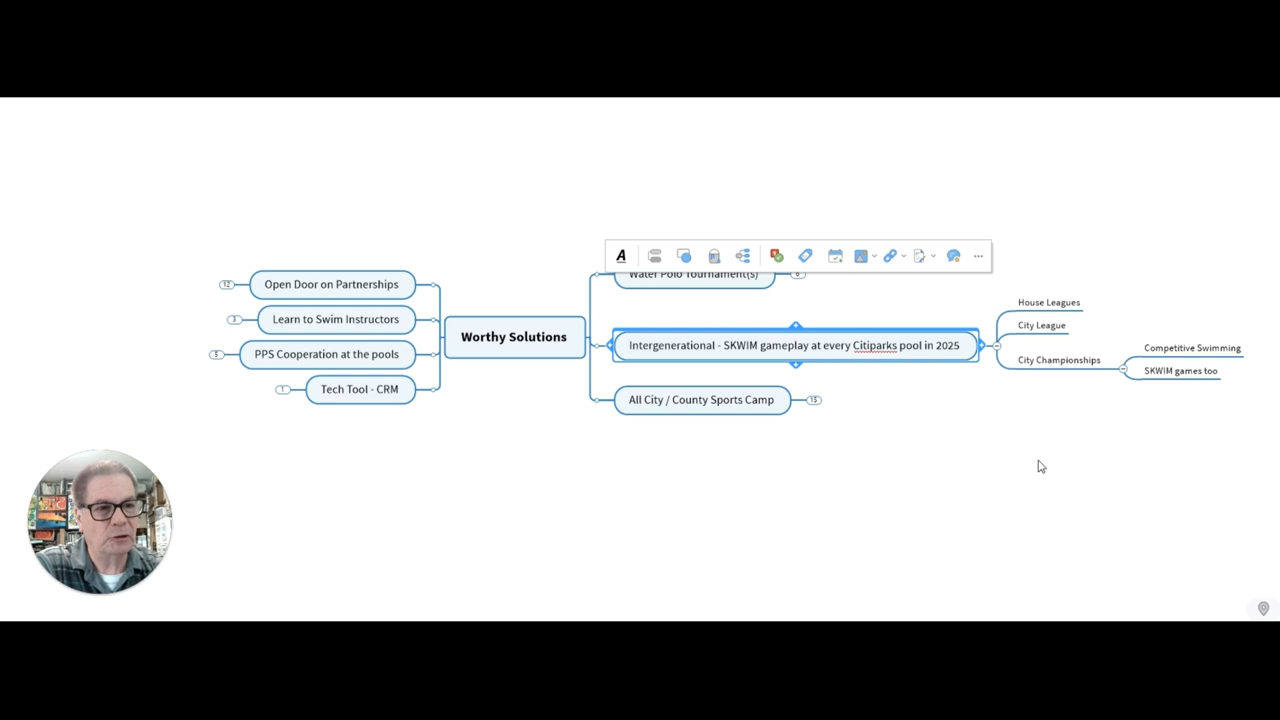 Worthy Solutions
Open Door on Partnerships
12
Learn to Swim Instructors
3
PPS Cooperation at the pools
5
Tech Tool - CRM
1
A
Water Polo Tournament(s)
Intergenerational - SKWIM gameplay at every Citiparks pool in 2025
House Leagues
City League
City Championships
Competitive Swimming
SKWIM games too
All City / County Sports Camp
15